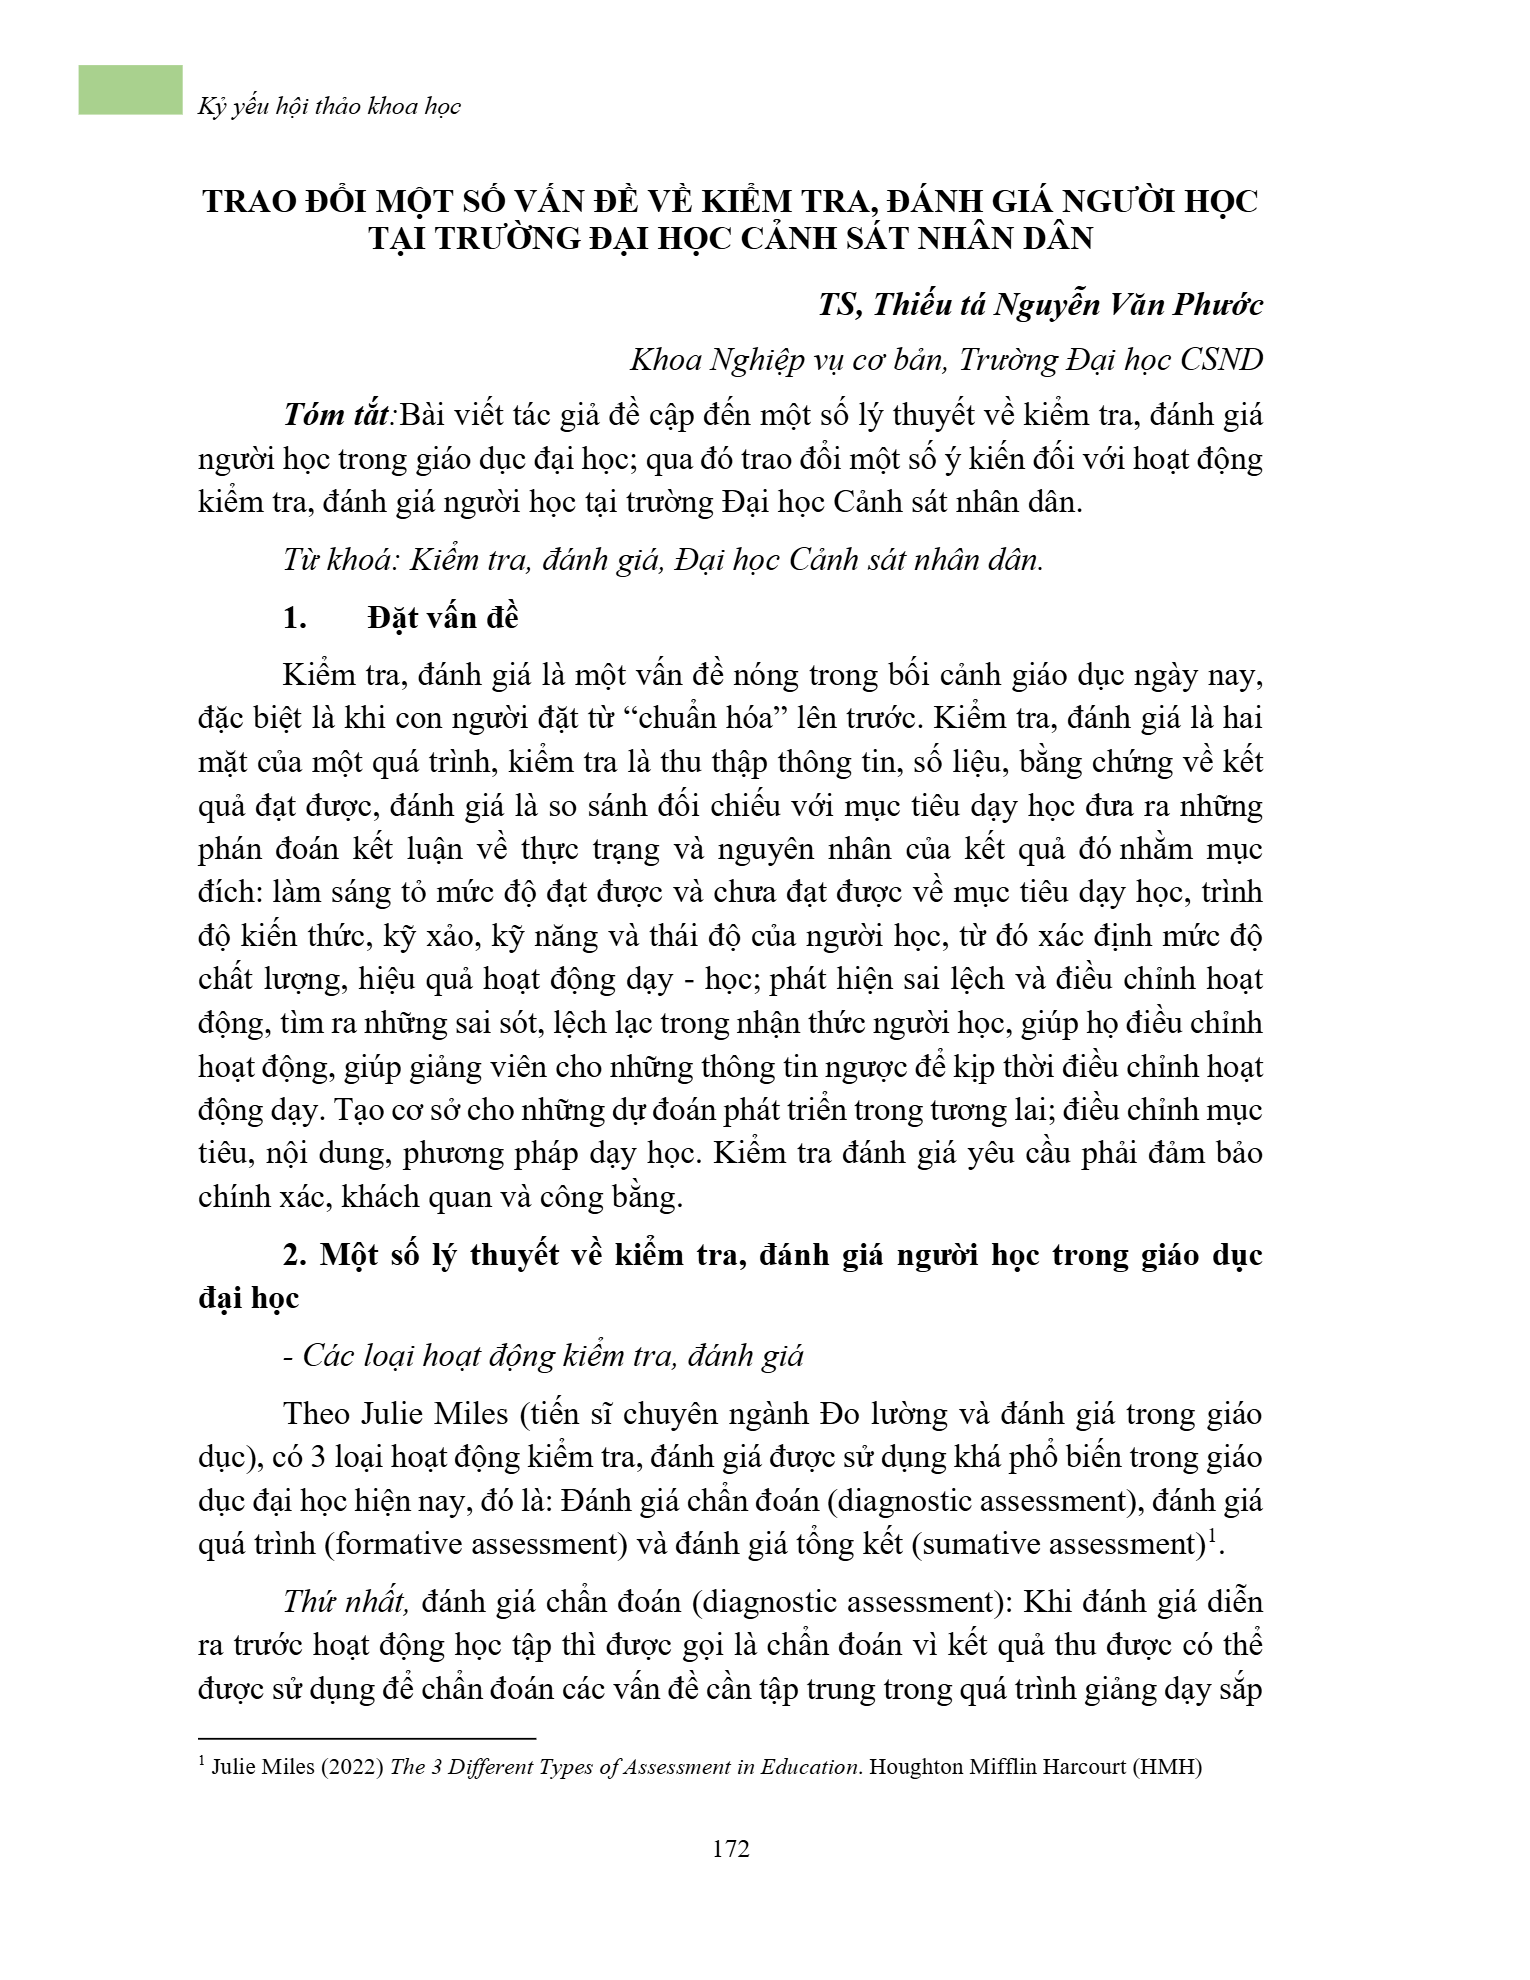 Kỷ yếu hội thảo khoa học
TRAO ĐỔI MỘT SỐ VẤN ĐỀ VỀ KIỂM TRA, ĐÁNH GIÁ NGƯỜI HỌC
TẠI TRƯỜNG ĐẠI HỌC CẢNH SÁT NHÂN DÂN
TS, Thiếu tá Nguyễn Văn Phước
Khoa Nghiệp vụ cơ bản, Trường Đại học CSND
Tóm tắt:Bài viết tác giả đề cập đến một số lý thuyết về kiểm tra, đánh giá
người học trong giáo dục đại học; qua đó trao đổi một số ý kiến đối với hoạt động
kiểm tra, đánh giá người học tại trường Đại học Cảnh sát nhân dân.
Từ khoá: Kiểm tra, đánh giá, Đại học Cảnh sát nhân dân.
1. Đặt vấn đề
Kiểm tra, đánh giá là một vấn đề nóng trong bối cảnh giáo dục ngày nay,
đặc biệt là khi con người đặt từ “chuẩn hóa” lên trước. Kiểm tra, đánh giá là hai
mặt của một quá trình, kiểm tra là thu thập thông tin, số liệu, bằng chứng về kết
quả đạt được, đánh giá là so sánh đối chiếu với mục tiêu dạy học đưa ra những
phán đoán kết luận về thực trạng và nguyên nhân của kết quả đó nhằm mục
đích: làm sáng tỏ mức độ đạt được và chưa đạt được về mục tiêu dạy học, trình
độ kiến thức, kỹ xảo, kỹ năng và thái độ của người học, từ đó xác định mức độ
chất lượng, hiệu quả hoạt động dạy - học; phát hiện sai lệch và điều chỉnh hoạt
động, tìm ra những sai sót, lệch lạc trong nhận thức người học, giúp họ điều chỉnh
hoạt động, giúp giảng viên cho những thông tin ngược để kịp thời điều chỉnh hoạt
động dạy. Tạo cơ sở cho những dự đoán phát triển trong tương lai; điều chỉnh mục
tiêu, nội dung, phương pháp dạy học. Kiểm tra đánh giá yêu cầu phải đảm bảo
chính xác, khách quan và công bằng.
2. Một số lý thuyết về kiểm tra, đánh giá người học trong giáo dục
đại học
- Các loại hoạt động kiểm tra, đánh giá
Theo Julie Miles (tiến sĩ chuyên ngành Đo lường và đánh giá trong giáo
dục), có 3 loại hoạt động kiểm tra, đánh giá được sử dụng khá phổ biến trong giáo
dục đại học hiện nay, đó là: Đánh giá chẩn đoán (diagnostic assessment), đánh giá
quá trình (formative assessment) và đánh giá tổng kết (sumative assessment)¹.
Thứ nhất, đánh giá chẩn đoán (diagnostic assessment): Khi đánh giá diễn
ra trước hoạt động học tập thì được gọi là chẩn đoán vì kết quả thu được có thể
được sử dụng để chẩn đoán các vấn đề cần tập trung trong quá trình giảng dạy sắp
¹ Julie Miles (2022) The 3 Different Types of Assessment in Education. Houghton Mifflin Harcourt (HMH)
172